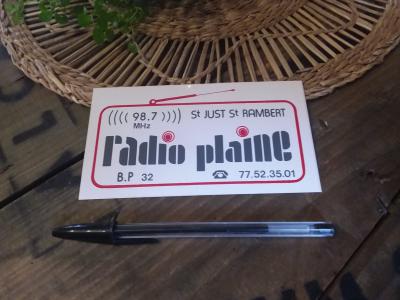 (((( 98.7 )))) St JUST St RAMBERT
MHz
radio plaine
B.P 32 ☎ 77.52.35.01